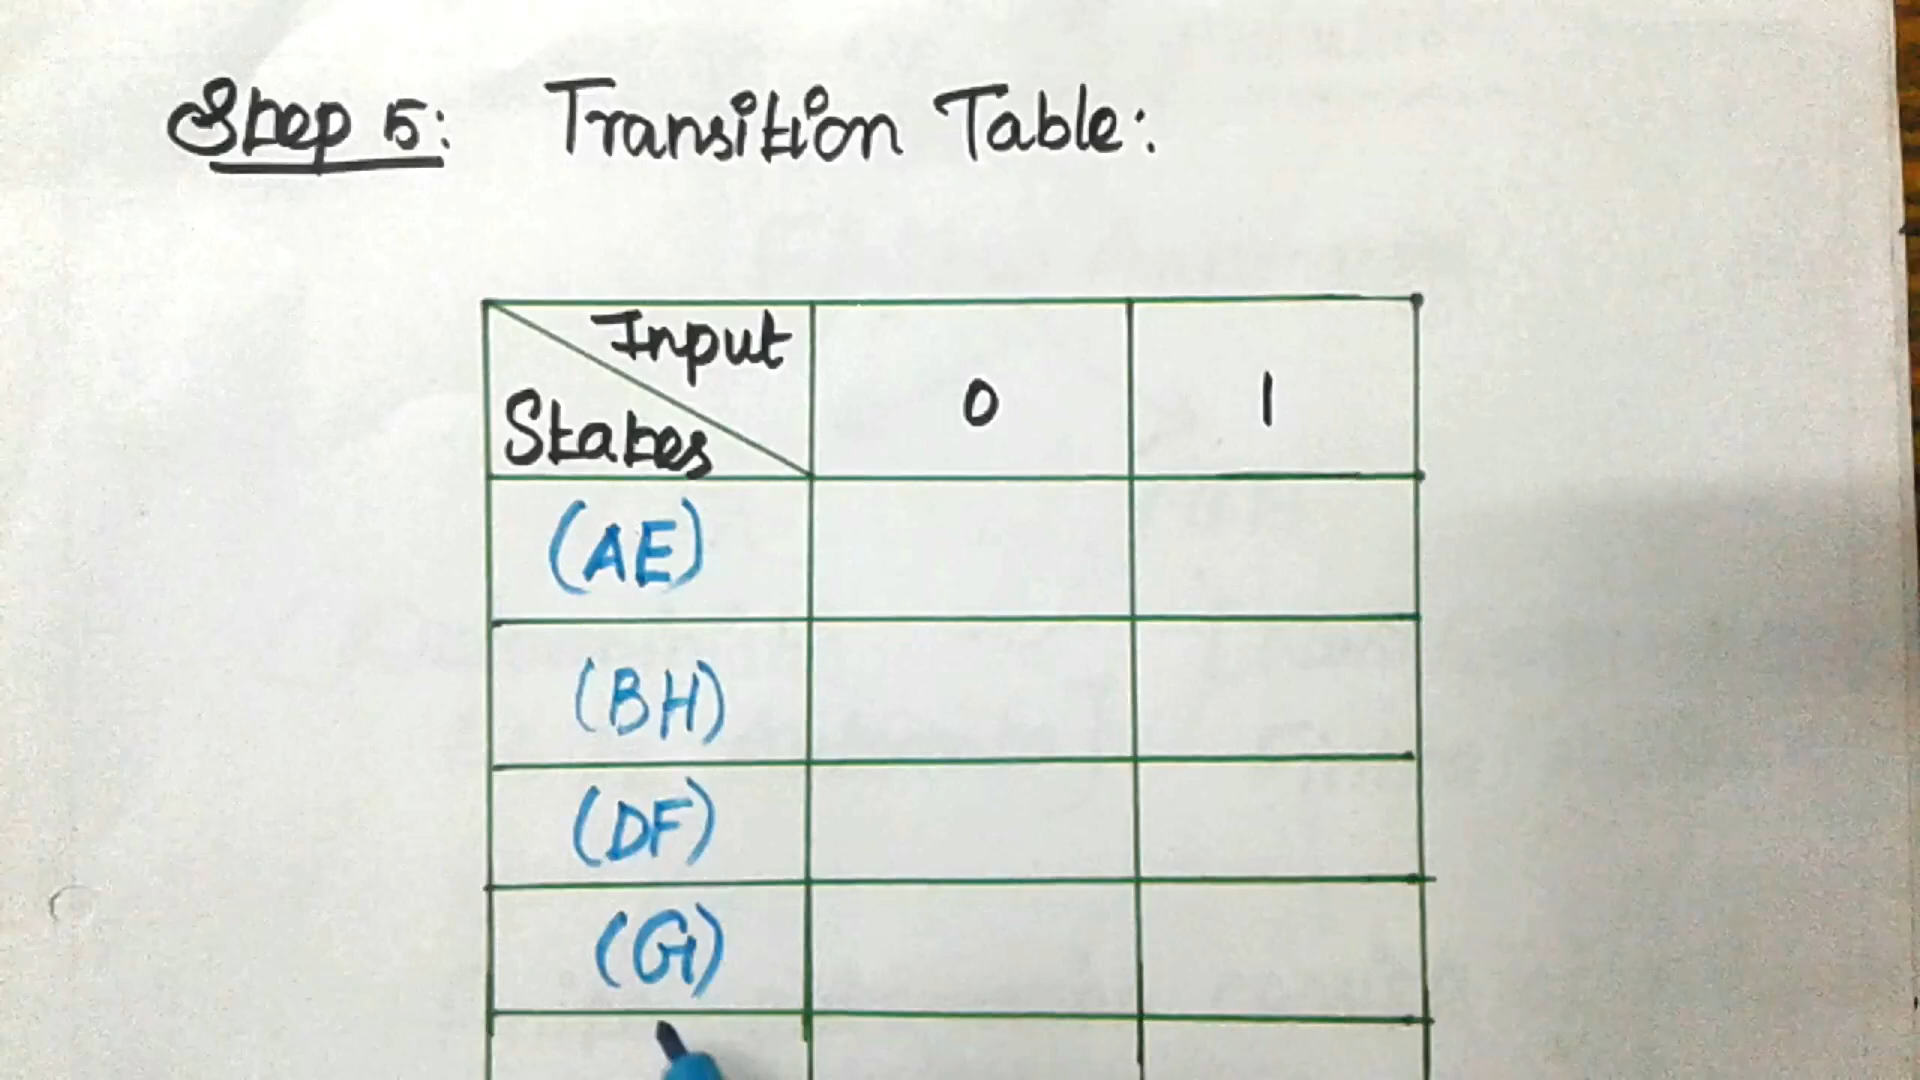 Step 5: Transition Table:
Input
States
0
1
(AE)
(BH)
(DF)
(G)